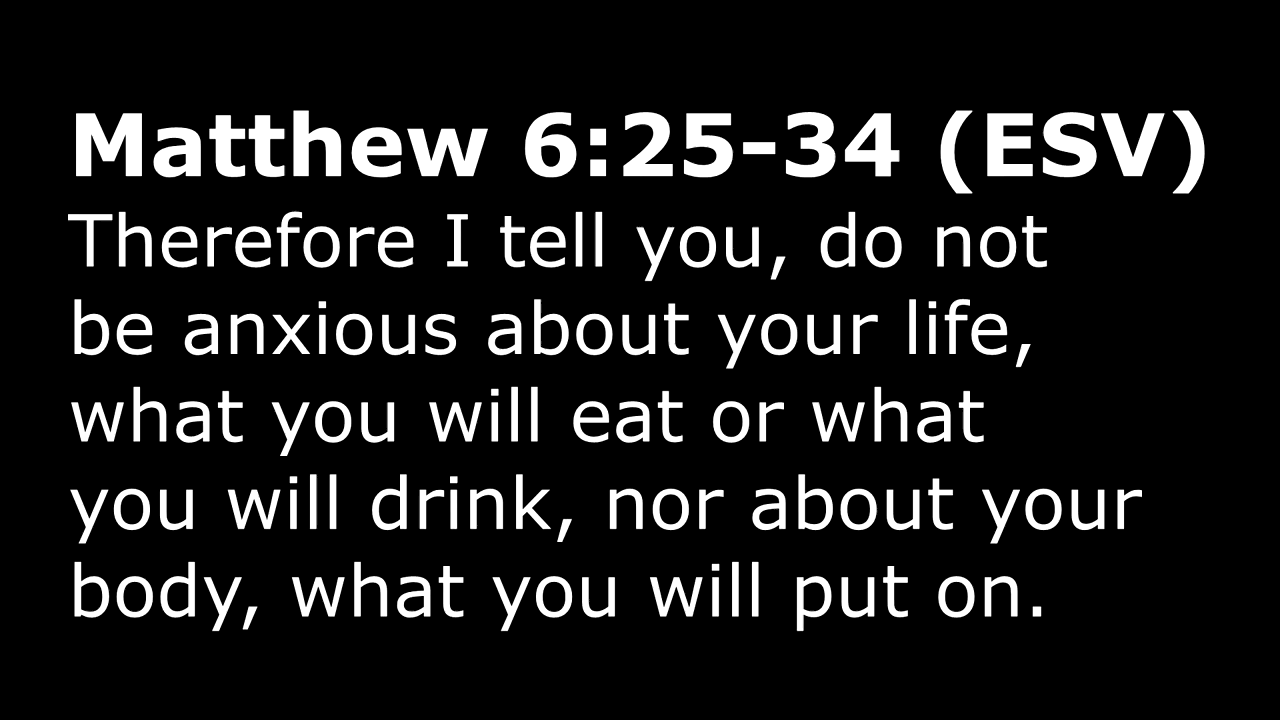 Matthew 6:25-34 (ESV)
Therefore I tell you, do not
be anxious about your life,
what you will eat or what
you will drink, nor about your
body, what you will put on.